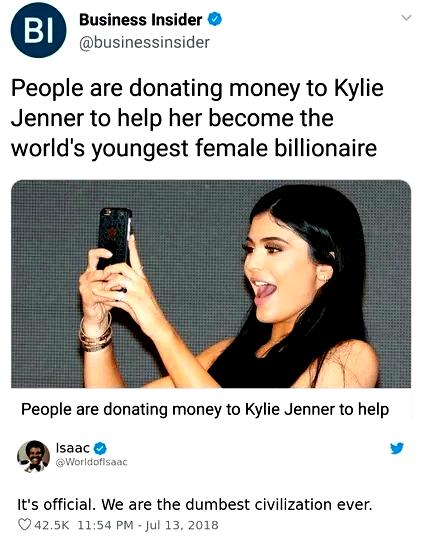 BI
Business Insider
@businessinsider
People are donating money to Kylie
Jenner to help her become the
world's youngest female billionaire
People are donating money to Kylie Jenner to help
Isaac
@WorldofIsaac
It's official. We are the dumbest civilization ever.
42.5K 11:54 PM - Jul 13, 2018